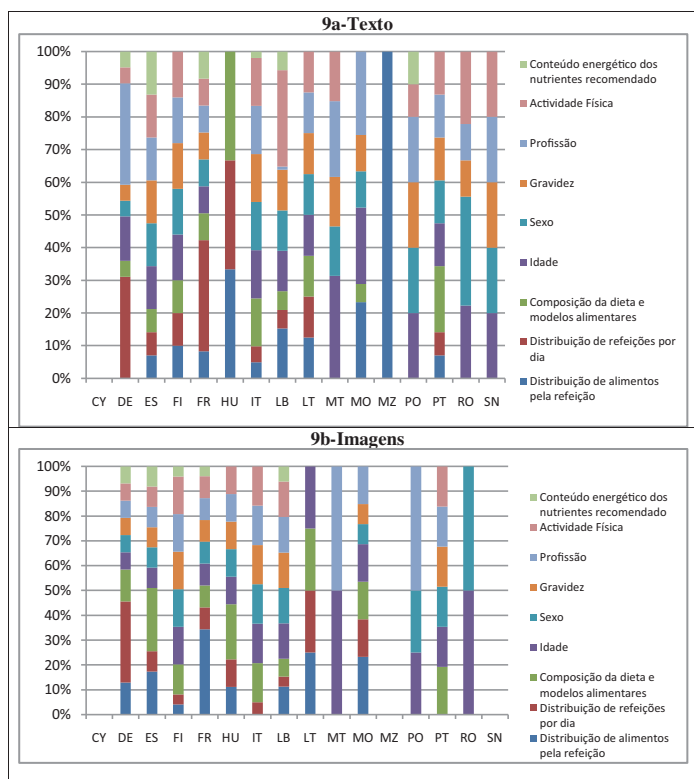 9a-Texto
100%
90%
80%
70%
60%
50%
40%
30%
20%
10%
0%
CY DE ES FI FR HU IT LB LT MT MO MZ PO PT RO SN
Conteúdo energético dos
nutrientes recomendado
Actividade Física
Profissão
Gravidez
Sexo
Idade
Composição da dieta e
modelos alimentares
Distribuição de refeições por
dia
Distribuição de alimentos
pela refeição
9b-Imagens
100%
90%
80%
70%
60%
50%
40%
30%
20%
10%
0%
CY DE ES FI FR HU IT LB LT MT MO MZ PO PT RO SN
Conteúdo energético dos
nutrientes recomendado
Actividade Física
Profissão
Gravidez
Sexo
Idade
Composição da dieta e
modelos alimentares
Distribuição de refeições
por dia
Distribuição de alimentos
pela refeição